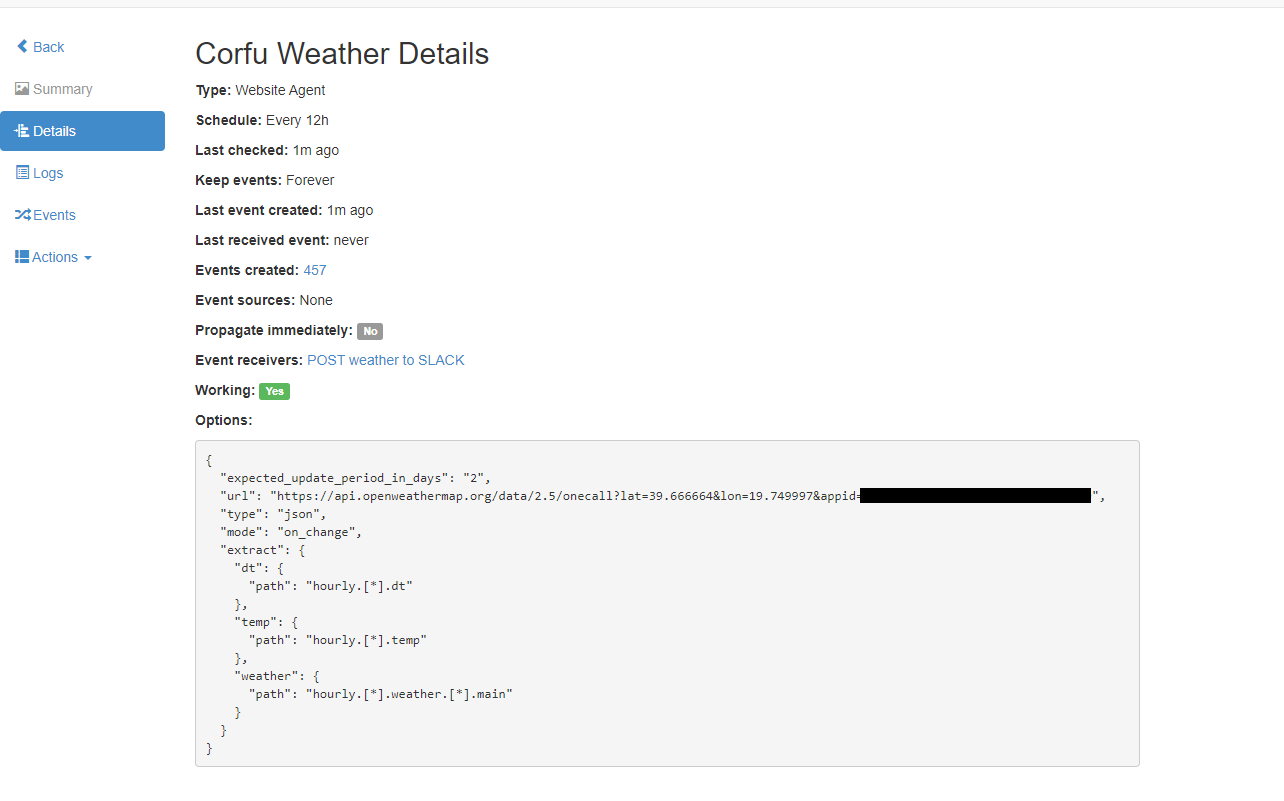 Back
Summary
Details
Logs
Events
Actions
Corfu Weather Details
Type: Website Agent
Schedule: Every 12h
Last checked: 1m ago
Keep events: Forever
Last event created: 1m ago
Last received event: never
Events created: 457
Event sources: None
Propagate immediately: No
Event receivers: POST weather to SLACK
Working: Yes
Options:
{
  "expected_update_period_in_days": "2",
  "url": "https://api.openweathermap.org/data/2.5/onecall?lat=39.666664&lon=19.749997&appid=",
  "type": "json",
  "mode": "on_change",
  "extract": {
    "dt": {
      "path": "hourly.[*].dt"
    },
    "temp": {
      "path": "hourly.[*].temp"
    },
    "weather": {
      "path": "hourly.[*].weather.[*].main"
    }
  }
}